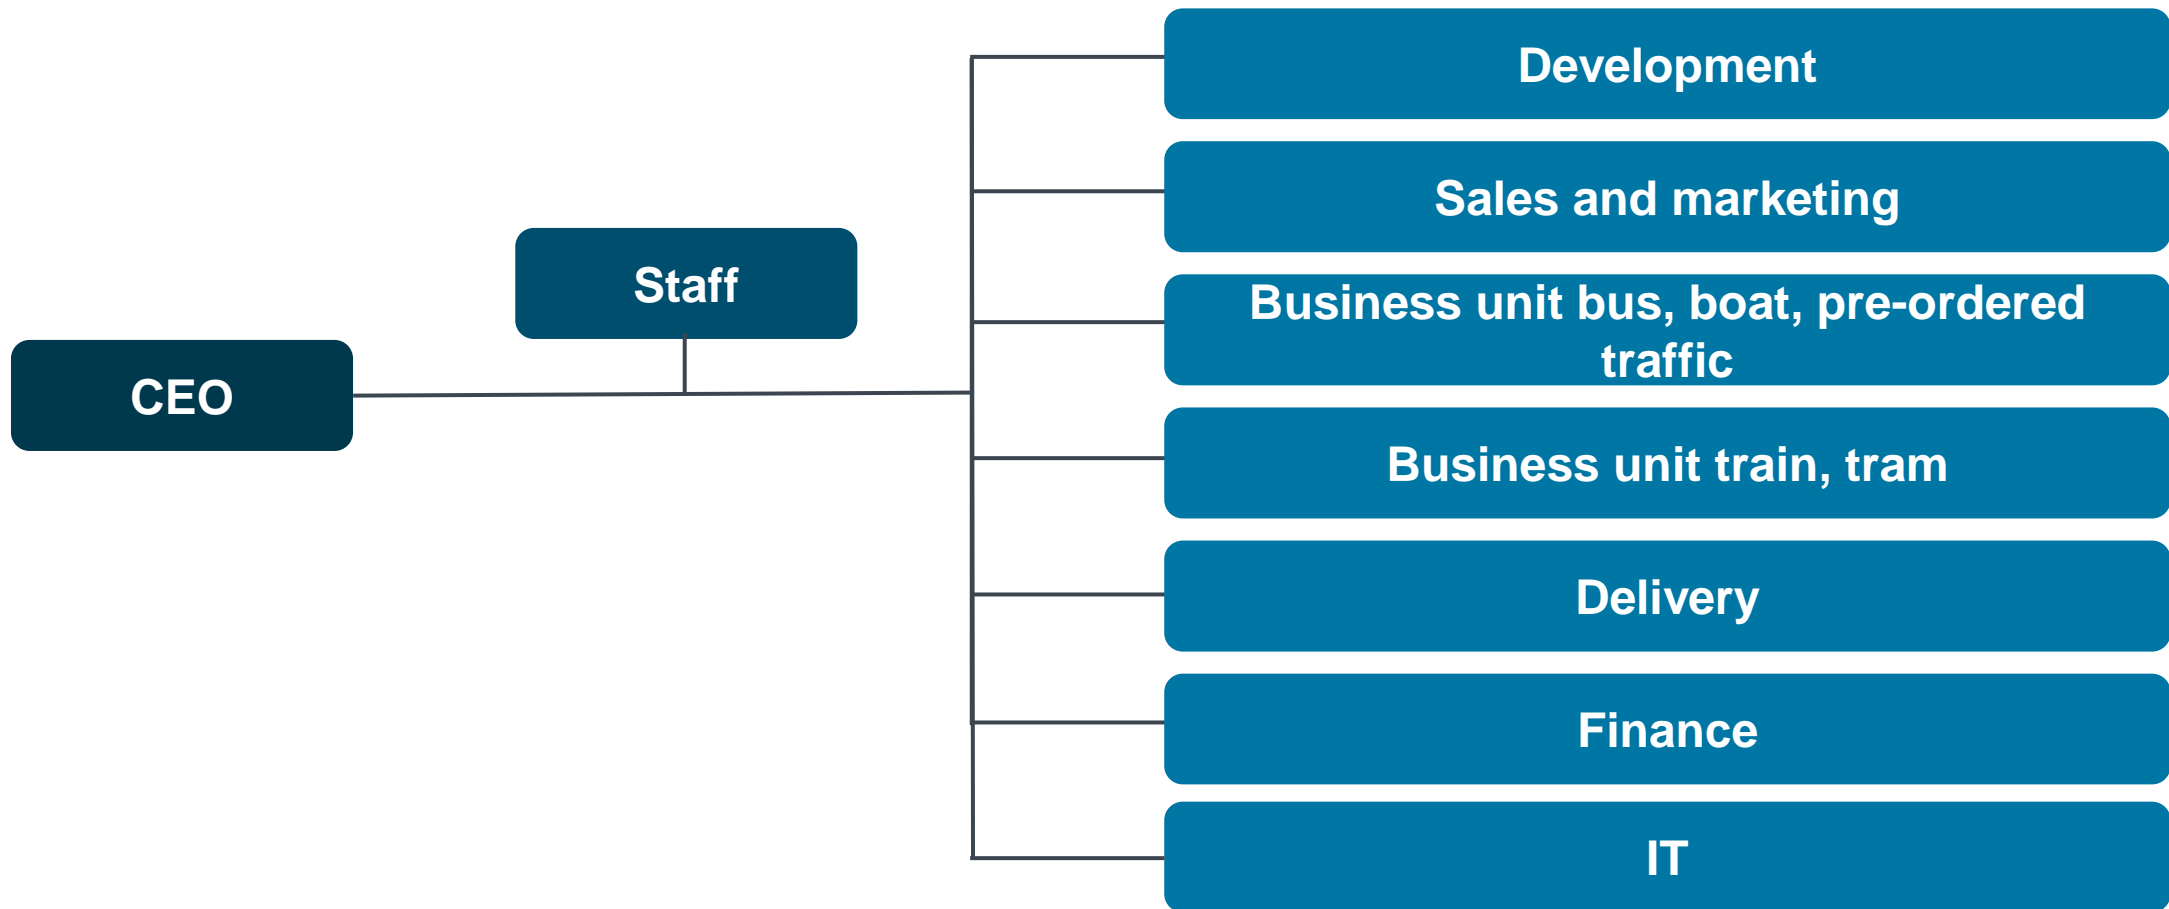 Development
Sales and marketing
Staff
Business unit bus, boat, pre-ordered
traffic
CEO
Business unit train, tram
Delivery
Finance
IT